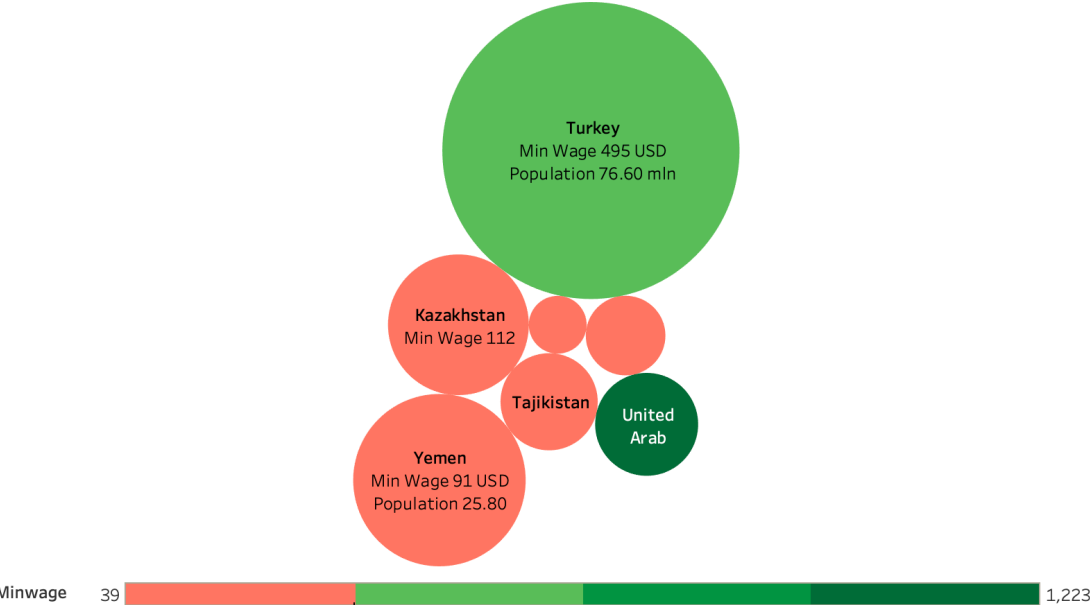 Turkey
Min Wage 495 USD
Population 76.60 mln
Kazakhstan
Min Wage 112
Tajikistan
United
Arab
Yemen
Min Wage 91 USD
Population 25.80
Minwage 39 1,223